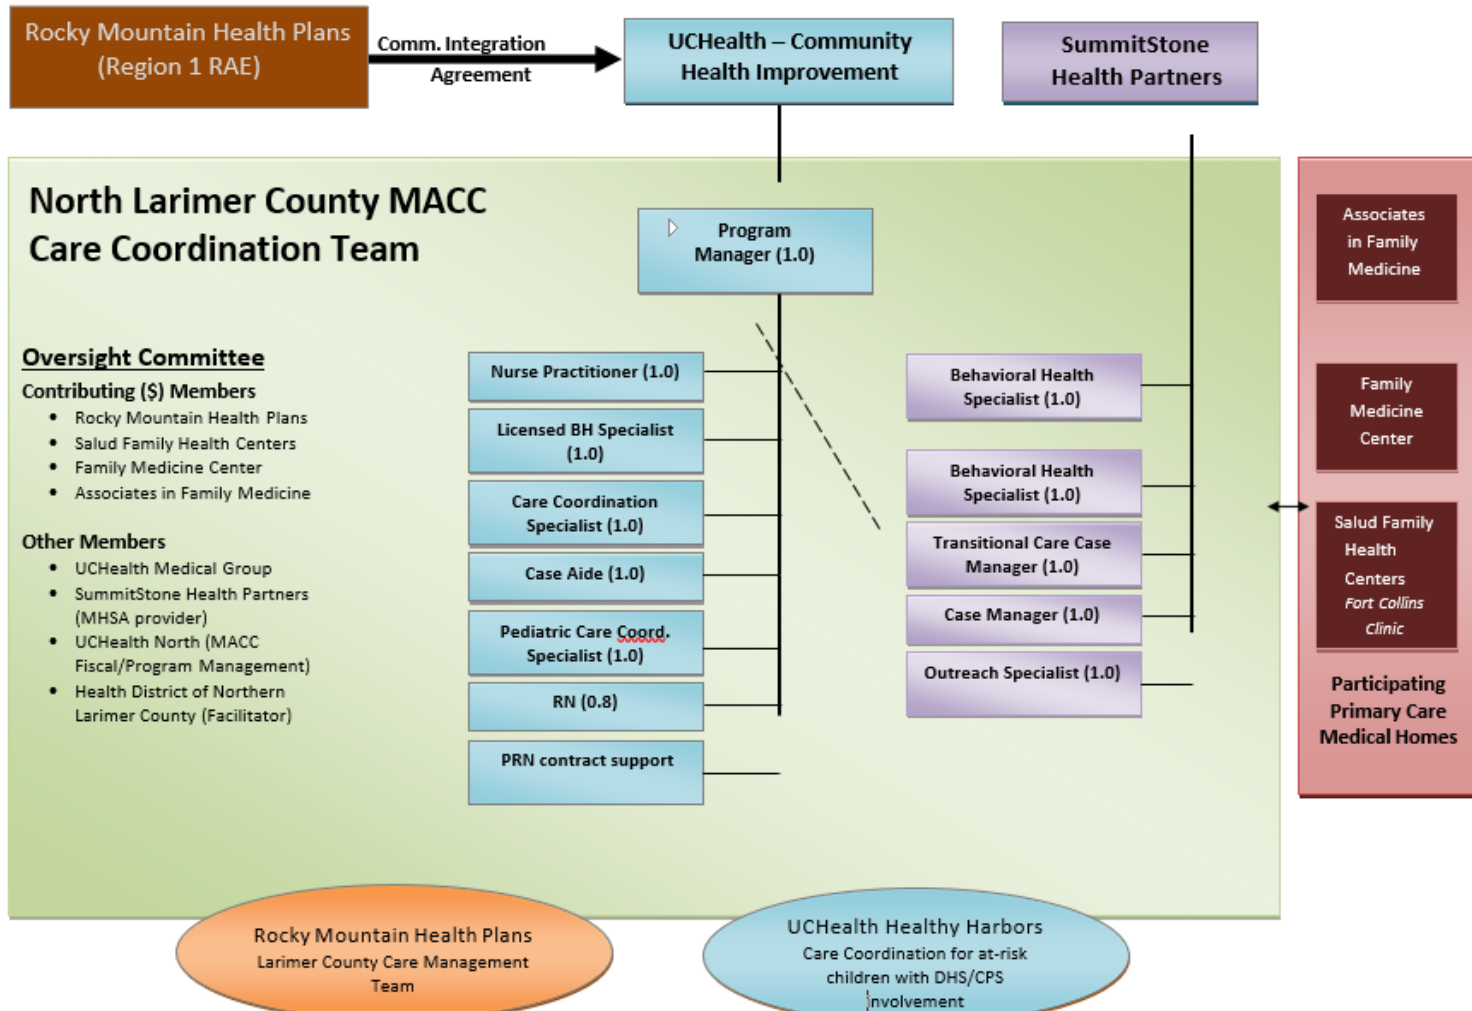 Rocky Mountain Health Plans
(Region 1 RAE)
Comm. Integration
Agreement
UCHealth – Community
Health Improvement
SummitStone
Health Partners
North Larimer County MACC
Care Coordination Team
Program
Manager (1.0)
Oversight Committee
Contributing ($) Members
• Rocky Mountain Health Plans
• Salud Family Health Centers
• Family Medicine Center
• Associates in Family Medicine
Other Members
• UCHealth Medical Group
• SummitStone Health Partners
(MHSA provider)
• UCHealth North (MACC
Fiscal/Program Management)
• Health District of Northern
Larimer County (Facilitator)
Nurse Practitioner (1.0)
Licensed BH Specialist
(1.0)
Care Coordination
Specialist (1.0)
Case Aide (1.0)
Pediatric Care Coord.
Specialist (1.0)
RN (0.8)
PRN contract support
Behavioral Health
Specialist (1.0)
Behavioral Health
Specialist (1.0)
Transitional Care Case
Manager (1.0)
Case Manager (1.0)
Outreach Specialist (1.0)
Associates
in Family
Medicine
Family
Medicine
Center
Salud Family
Health
Centers
Fort Collins
Clinic
Participating
Primary Care
Medical Homes
Rocky Mountain Health Plans
Larimer County Care Management
Team
UCHealth Healthy Harbors
Care Coordination for at-risk
children with DHS/CPS
involvement